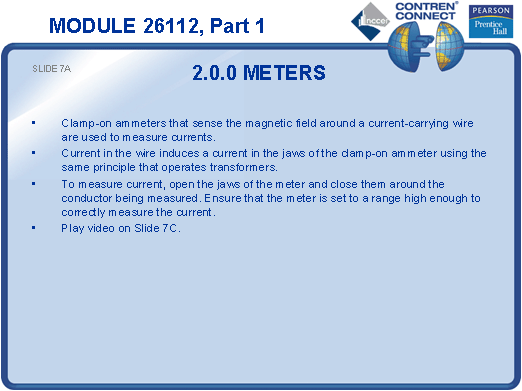 MODULE 26112, Part 1
nccer
CONTREN®
CONNECT
PEARSON
Prentice
Hall
SLIDE 7A
2.0.0 METERS
• Clamp-on ammeters that sense the magnetic field around a current-carrying wire
are used to measure currents.
• Current in the wire induces a current in the jaws of the clamp-on ammeter using the
same principle that operates transformers.
• To measure current, open the jaws of the meter and close them around the
conductor being measured. Ensure that the meter is set to a range high enough to
correctly measure the current.
• Play video on Slide 7C.